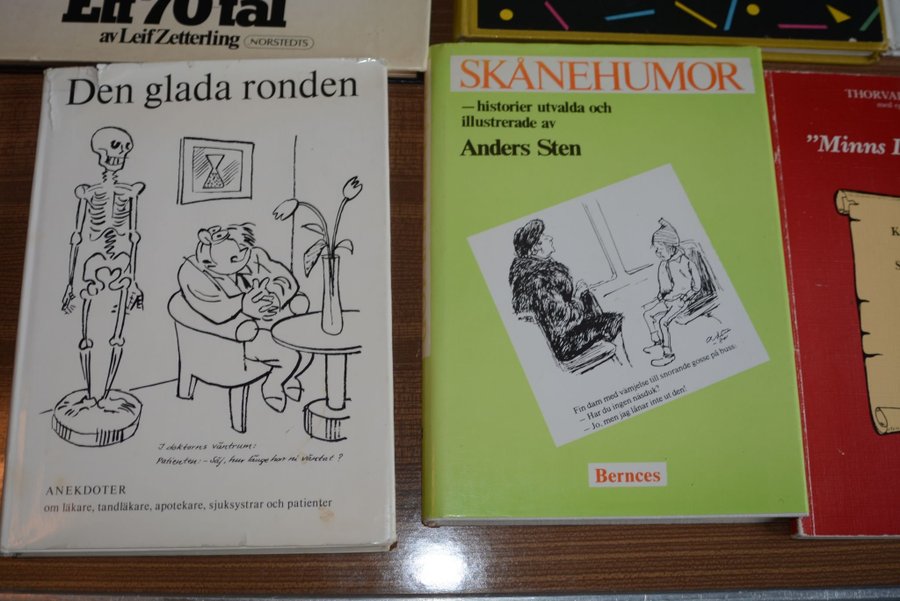 Ett 70 tal
av Leif Zetterling NORSTEDTS
Den glada ronden
I doktorns väntrum:
Patienten: - Säj, hur länge har ni väntat?
ANEKDOTER
om läkare, tandläkare, apotekare, sjuksystrar och patienter
SKÅNEHUMOR
— historier utvalda och
illustrerade av
Anders Sten
Fin dam med vämjelse till snorande gosse på buss:
– Har du ingen näsduk?
– Jo, men jag lånar inte ut den!
Bernces
THORVA
"Minns